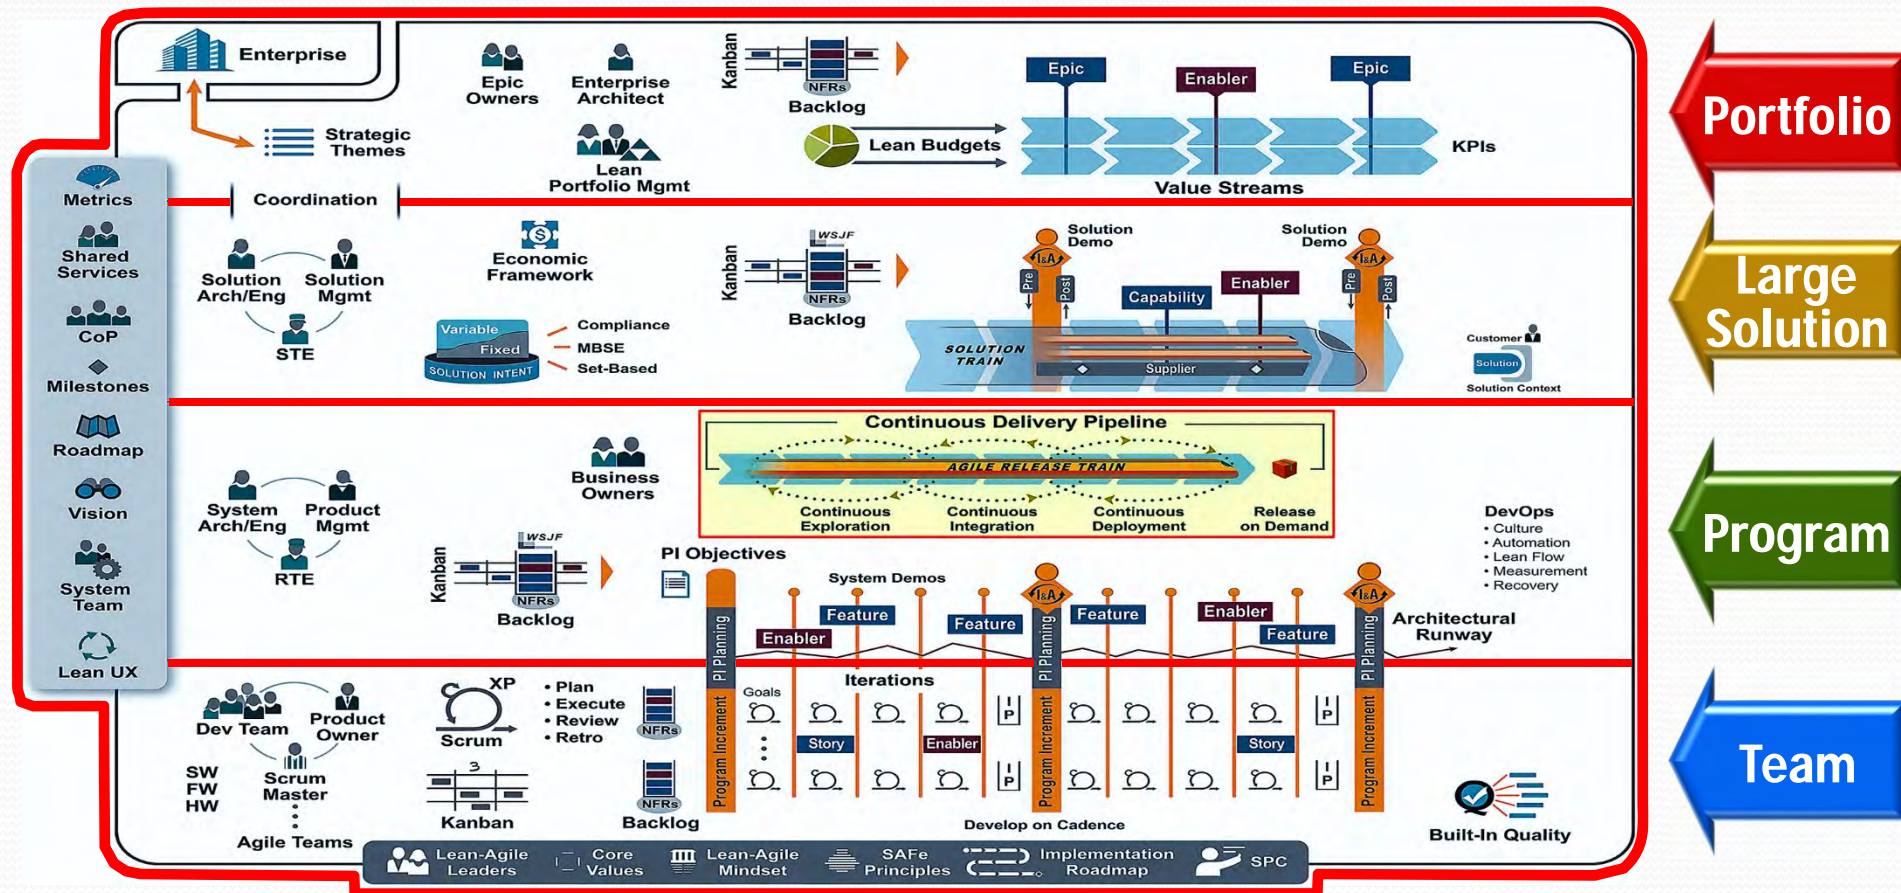 Enterprise
Epic
Owners
Enterprise
Architect
Kanban
NFRs
Backlog
Epic
Enabler
Epic
Portfolio
Strategic
Themes
Lean
Portfolio Mgmt
Lean Budgets
KPIs
Value Streams
Metrics
Shared
Services
CoP
Milestones
Roadmap
Vision
System
Team
Lean UX
Coordination
Solution
Arch/Eng
Solution
Mgmt
STE
Economic
Framework
Variable
Fixed
SOLUTION INTENT
Compliance
MBSE
Set-Based
Kanban
WSJF
NFRs
Backlog
Solution
Demo
I&A
Pre
Post
Capability
Enabler
Solution
Demo
I&A
Pre
Post
SOLUTION
TRAIN
Supplier
Customer
Solution
Solution Context
Large
Solution
System
Arch/Eng
Product
Mgmt
RTE
Business
Owners
Kanban
WSJF
NFRs
Backlog
Continuous Delivery Pipeline
AGILE RELEASE TRAIN
Continuous
Exploration
Continuous
Integration
Continuous
Deployment
Release
on Demand
DevOps
• Culture
• Automation
• Lean Flow
• Measurement
• Recovery
Program
PI Objectives
System Demos
I&A
I&A
Enabler
Feature
Feature
Feature
Enabler
Feature
Architectural
Runway
PI Planning
PI Planning
PI Planning
Dev Team
Product
Owner
Scrum
Master
SW
FW
HW
Agile Teams
XP
Scrum
• Plan
• Execute
• Review
• Retro
3
Kanban
NFRs
NFRs
Backlog
Program Increment
Program Increment
Program Increment
Iterations
Goals
Story
Enabler
Story
I
P
I
P
I
P
I
P
Develop on Cadence
Built-In Quality
Team
Lean-Agile
Leaders
Core
Values
Lean-Agile
Mindset
SAFe
Principles
Implementation
Roadmap
SPC